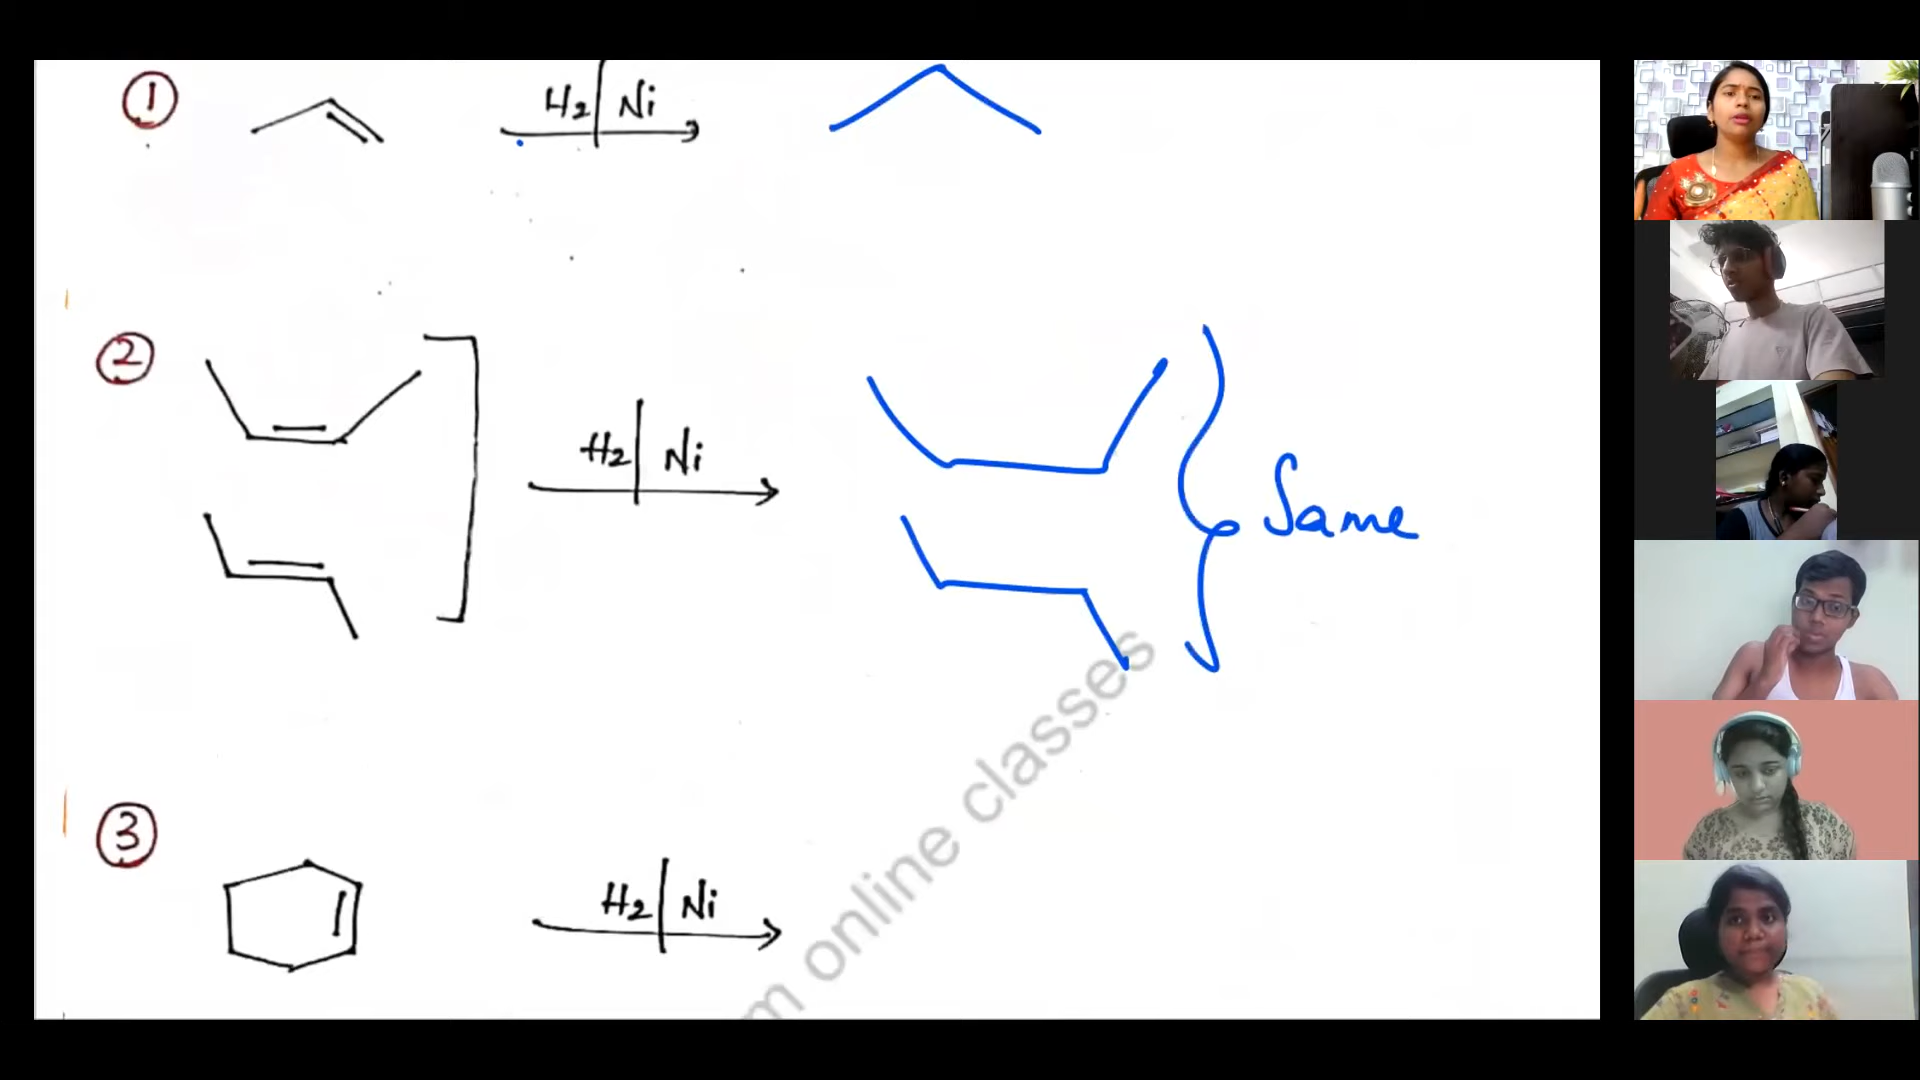 ① H2 | Ni
②
H2 | Ni
Same
③
H2 | Ni
m online classes